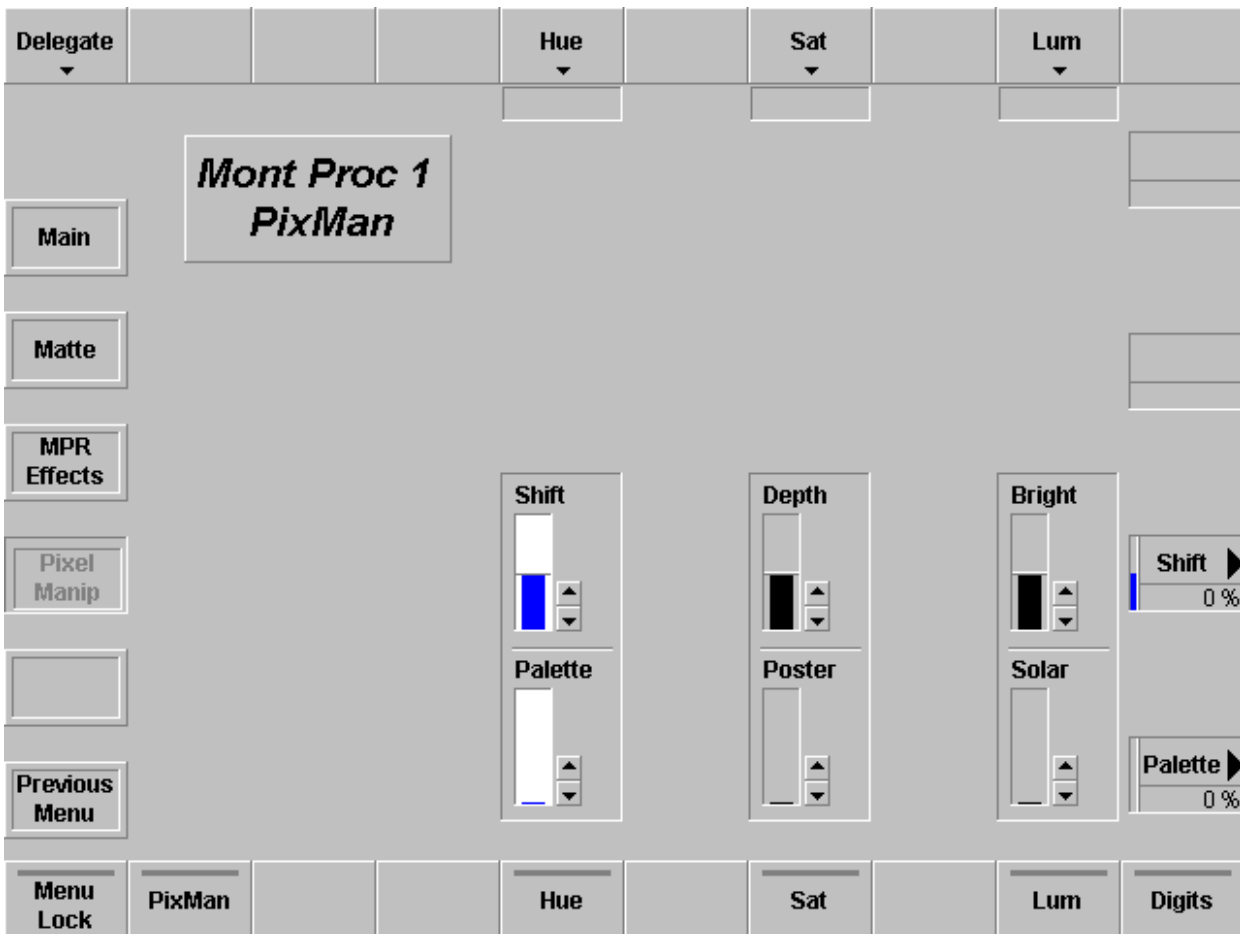 Delegate
Hue
Sat
Lum
Mont Proc 1
PixMan
Main
Matte
MPR
Effects
Pixel
Manip
Previous
Menu
Shift
Palette
Depth
Poster
Bright
Solar
Shift
0 %
Palette
0 %
Menu
Lock
PixMan
Hue
Sat
Lum
Digits